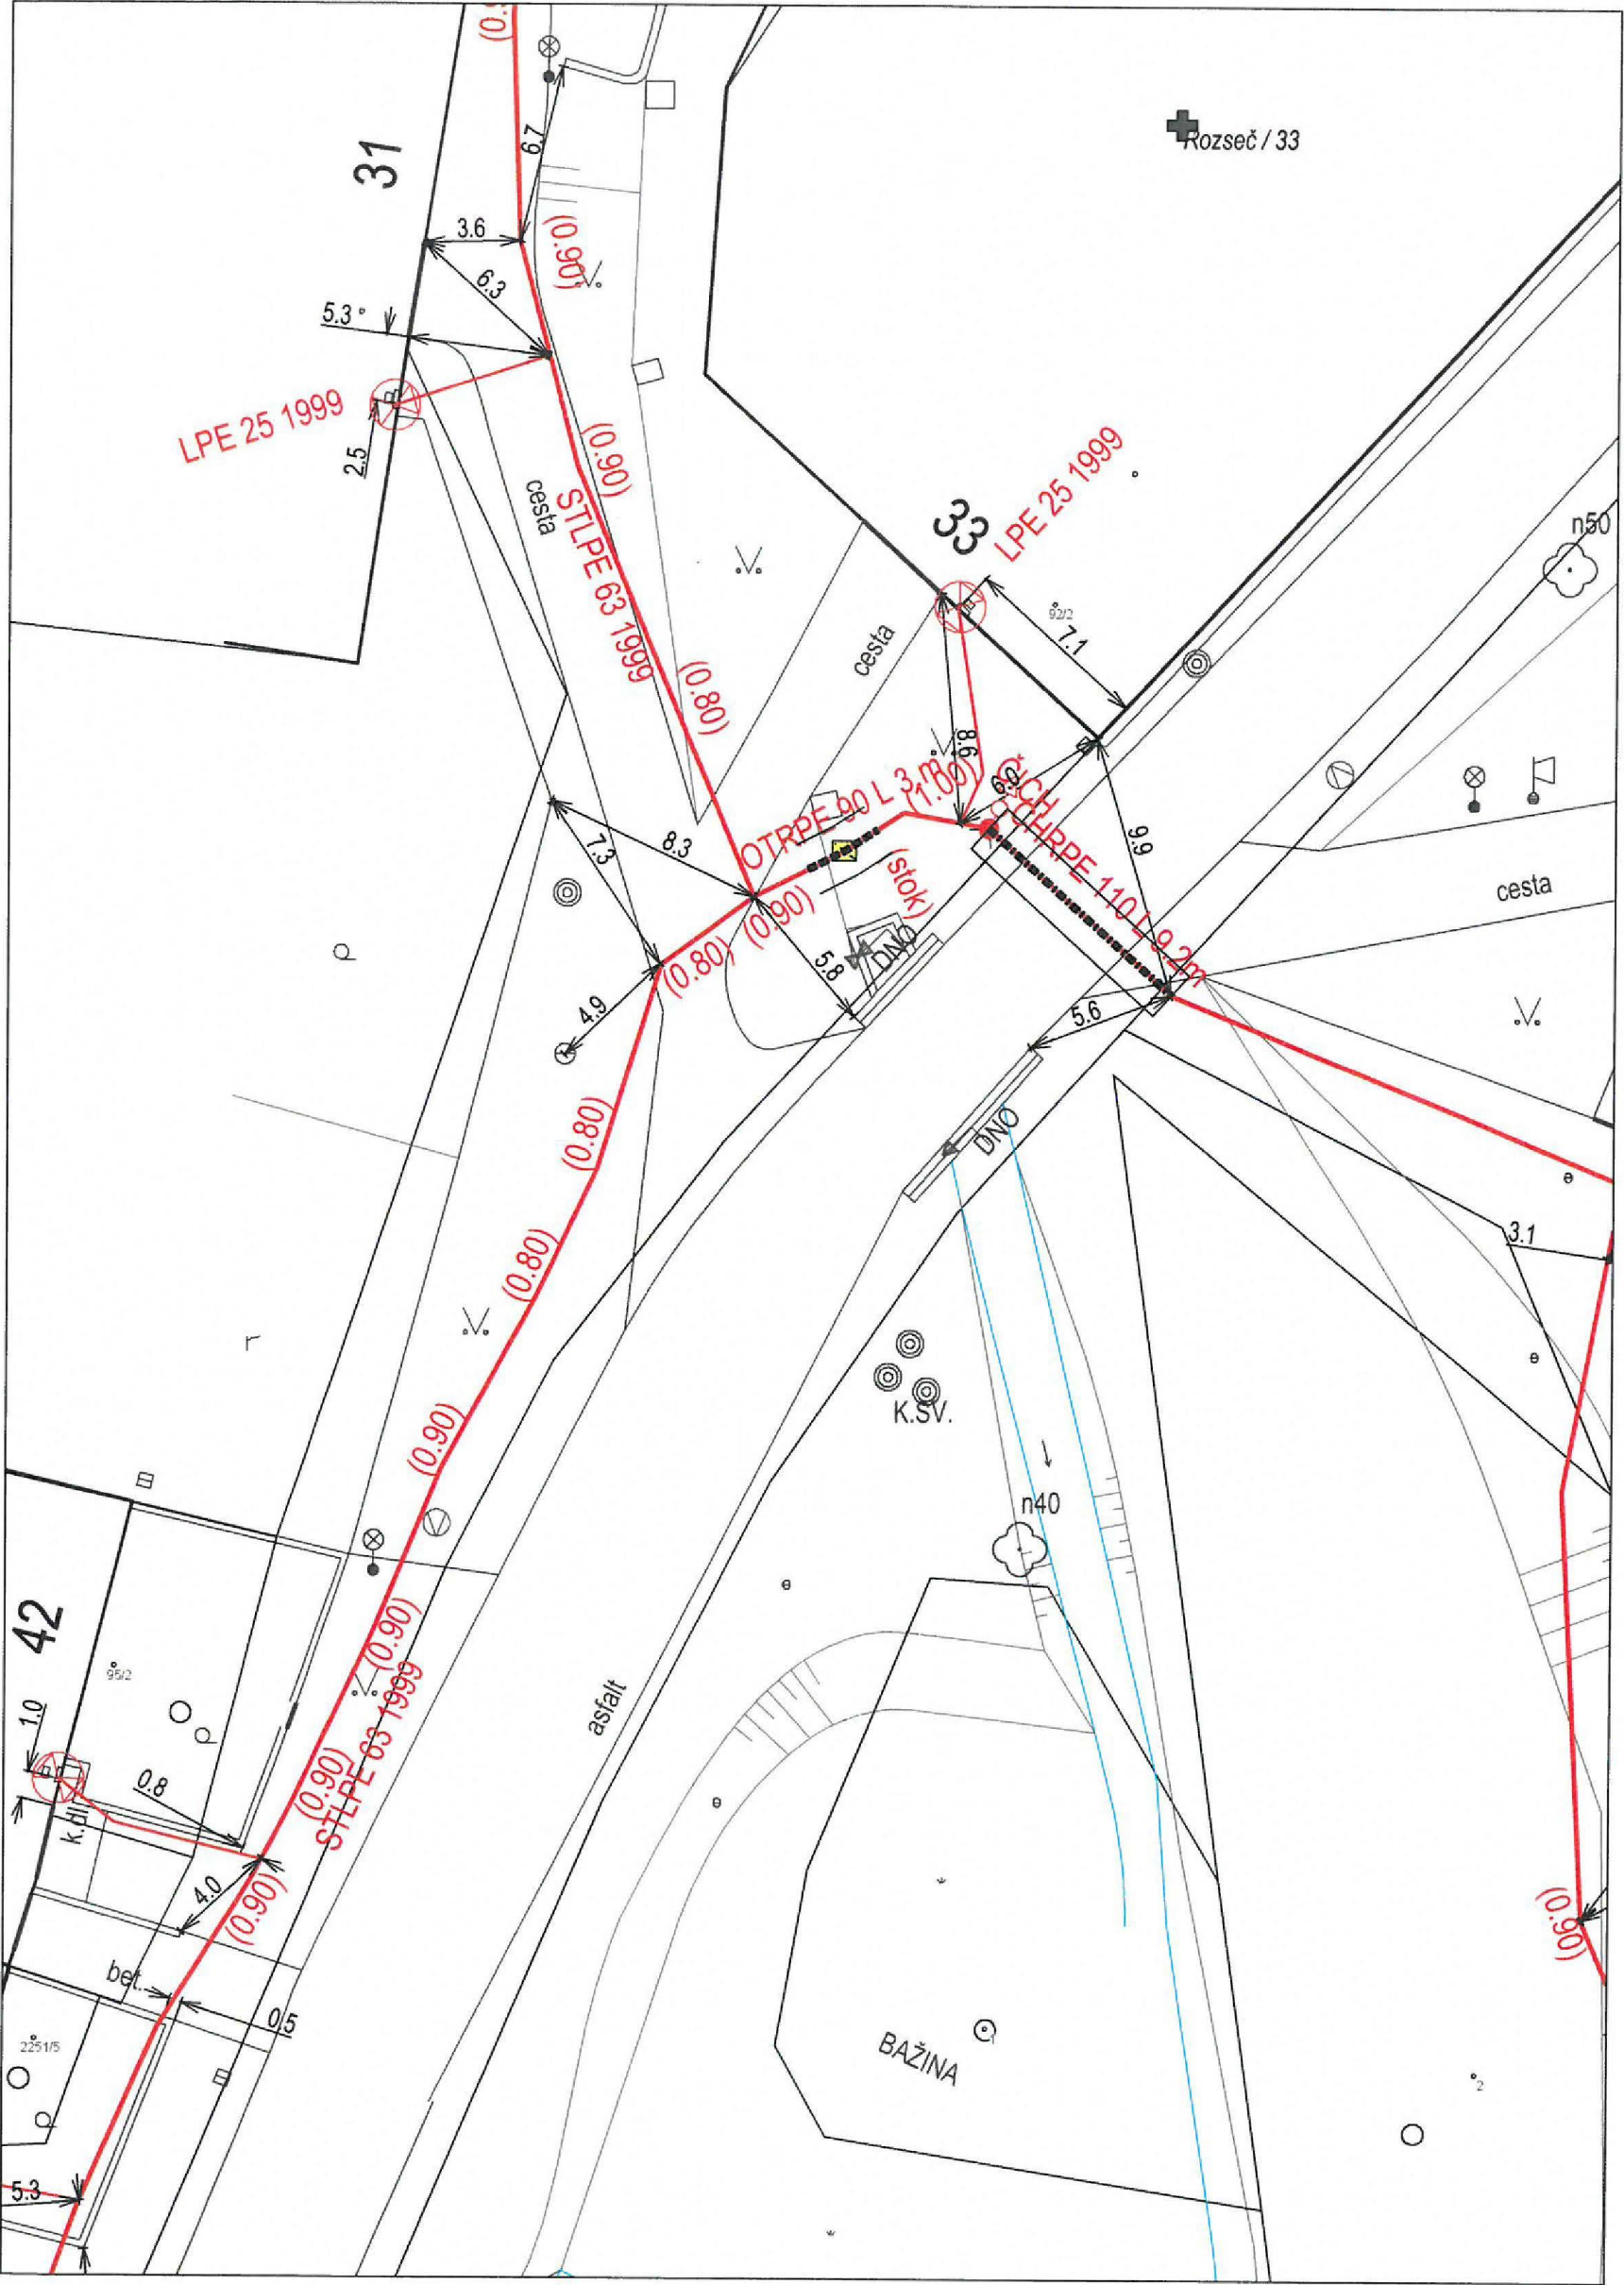 (0.9
6.7
31
Rozseč / 33
3.6
(0.90)
6.3
5.3
LPE 25 1999
2.5
(0.90)
cesta
STLPE 63 1999
33
LPE 25 1999
n50
92/2
7.1
cesta
(0.80)
8.6
6.0
OTRPE 90 L 3 m
(1.00)
CHRPE 110 L 9.2m
9.9
7.3
8.3
(stok)
cesta
(0.90)
(0.80)
5.8
DNO
4.9
5.6
DNO
(0.80)
3.1
(0.80)
r
K.SV.
(0.90)
n40
42
95/2
(0.90)
STLPE 63 1999
asfalt
1.0
0.8
(0.90)
k.dl
4.0
(0.90)
(0.90)
bet.
0.5
2251/5
BAŽINA
2
5.3